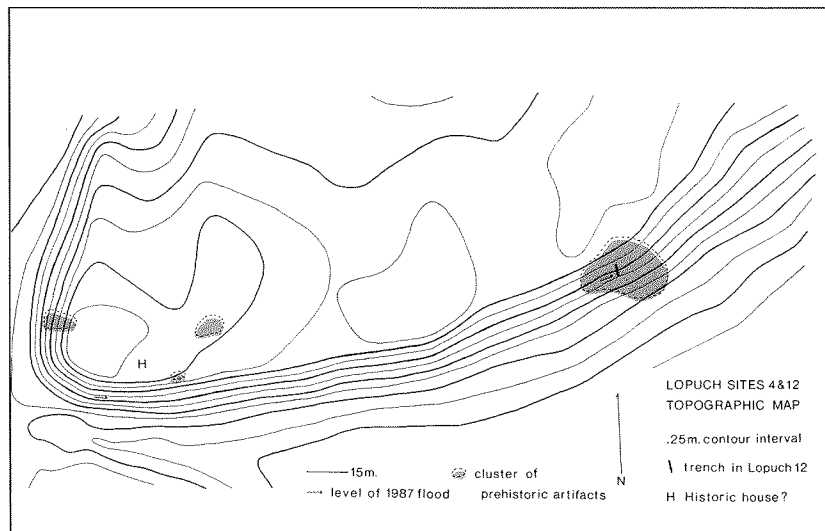 H
LOPUCH SITES 4&12
TOPOGRAPHIC MAP
.25m. contour interval
trench in Lopuch 12
H Historic house?
15m.
level of 1987 flood
cluster of
prehistoric artifacts
N